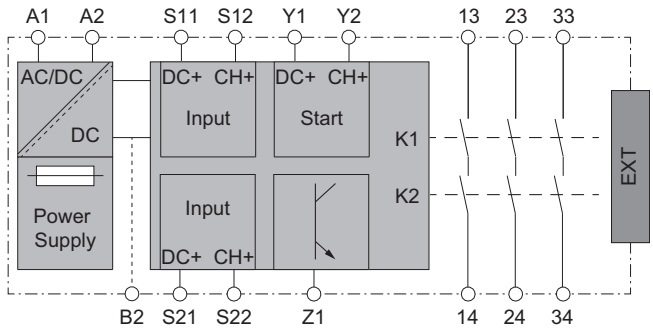 A1 A2 S11 S12 Y1 Y2 13 23 33
AC/DC DC+ CH+ DC+ CH+
Input Start
DC
K1
EXT
K2
Input
Power
Supply
DC+ CH+
B2 S21 S22 Z1 14 24 34